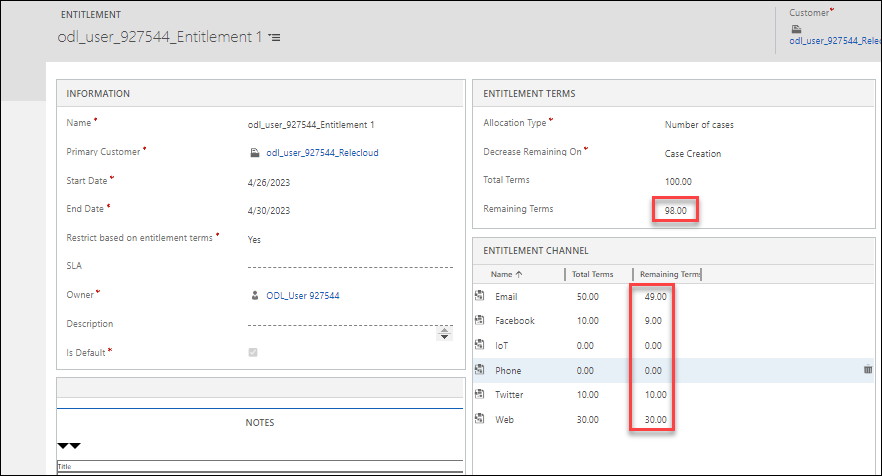 ENTITLEMENT
odl_user_927544_Entitlement 1
Customer*
odl_user_927544_Rele
INFORMATION
Name * odl_user_927544_Entitlement 1
Primary Customer * odl_user_927544_Relecloud
Start Date * 4/26/2023
End Date * 4/30/2023
Restrict based on entitlement terms * Yes
SLA
Owner * ODL_User 927544
Description
Is Default *
NOTES
Title
ENTITLEMENT TERMS
Allocation Type * Number of cases
Decrease Remaining On * Case Creation
Total Terms 100.00
Remaining Terms 98.00
ENTITLEMENT CHANNEL
Name ↑ Total Terms Remaining Terms
Email 50.00 49.00
Facebook 10.00 9.00
IoT 0.00 0.00
Phone 0.00 0.00
Twitter 10.00 10.00
Web 30.00 30.00